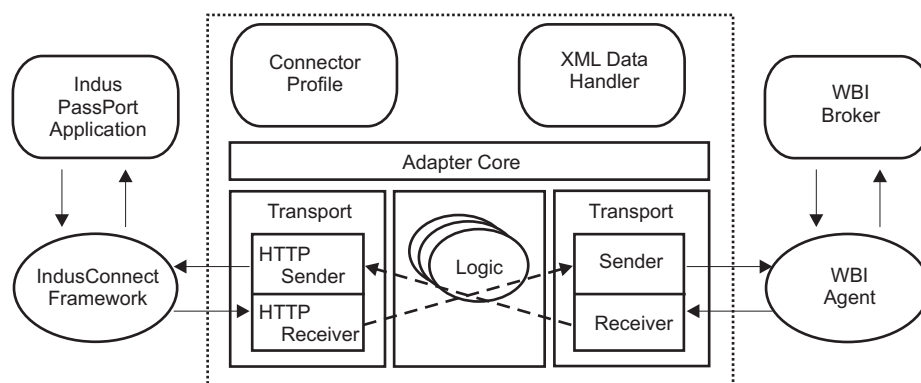 Indus
PassPort
Application
Connector
Profile
XML Data
Handler
WBI
Broker
Adapter Core
Transport
Transport
IndusConnect
Framework
HTTP
Sender
HTTP
Receiver
Logic
Sender
Receiver
WBI
Agent